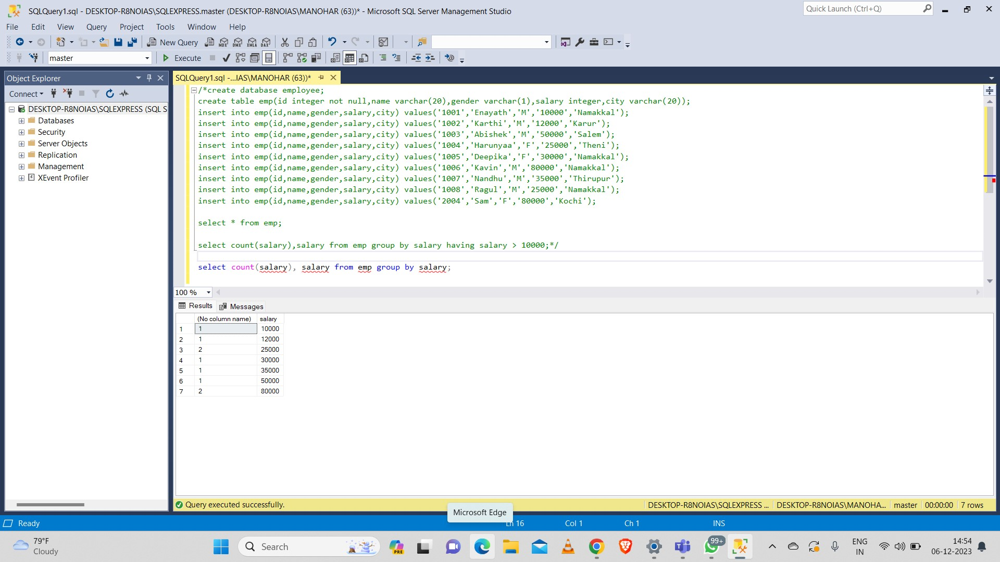 SQLQuery1.sql - DESKTOP-R8NOIAS\SQLEXPRESS.master (DESKTOP-R8NOIAS\MANOHAR (63))* - Microsoft SQL Server Management Studio
Quick Launch (Ctrl+Q)
File Edit View Query Project Tools Window Help
New Query MDX DMX XMLA DAX
master Execute
Object Explorer
SQLQuery1.sql -...IAS\MANOHAR (63))*
Connect
DESKTOP-R8NOIAS\SQLEXPRESS (SQL S
Databases
Security
Server Objects
Replication
Management
XEvent Profiler
/*create database employee;
create table emp(id integer not null,name varchar(20),gender varchar(1),salary integer,city varchar(20));
insert into emp(id,name,gender,salary,city) values('1001','Enayath','M','10000','Namakkal');
insert into emp(id,name,gender,salary,city) values('1002','Karthi','M','12000','Karur');
insert into emp(id,name,gender,salary,city) values('1003','Abishek','M','50000','Salem');
insert into emp(id,name,gender,salary,city) values('1004','Harunyaa','F','25000','Theni');
insert into emp(id,name,gender,salary,city) values('1005','Deepika','F','30000','Namakkal');
insert into emp(id,name,gender,salary,city) values('1006','Kavin','M','80000','Namakkal');
insert into emp(id,name,gender,salary,city) values('1007','Nandhu','M','35000','Thirupur');
insert into emp(id,name,gender,salary,city) values('1008','Ragul','M','25000','Namakkal');
insert into emp(id,name,gender,salary,city) values('2004','Sam','F','80000','Kochi');
select * from emp;
select count(salary),salary from emp group by salary having salary > 10000;*/
select count(salary), salary from emp group by salary;
100 %
Results Messages
(No column name) salary
1 1 10000
2 1 12000
3 2 25000
4 1 30000
5 1 35000
6 1 50000
7 2 80000
Query executed successfully.
DESKTOP-R8NOIAS\SQLEXPRESS ... DESKTOP-R8NOIAS\MANOHA... master 00:00:00 7 rows
Microsoft Edge
Ready Ln 16 Col 1 Ch 1 INS
79°F
Cloudy
Search
PRE
99+
ENG
IN
14:54
06-12-2023